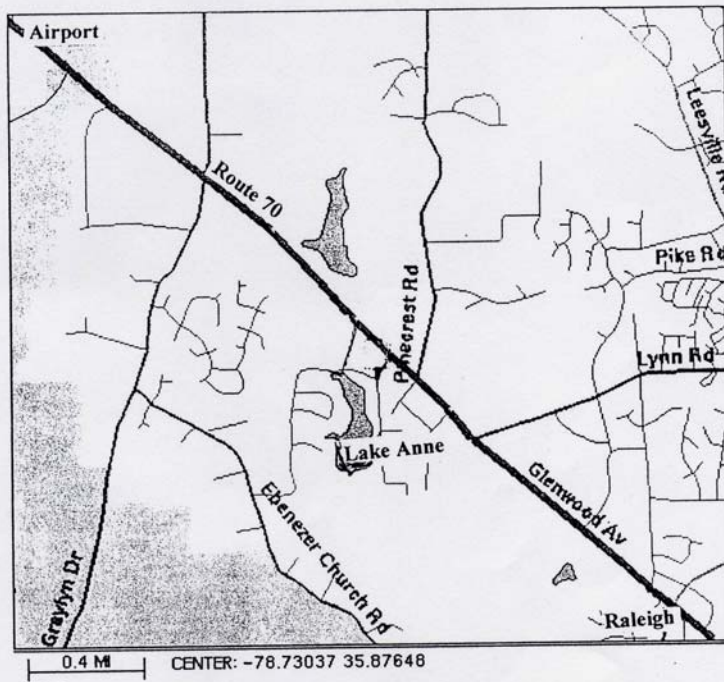 Airport
Leesville R
Route 70
Pike Rd
Pinecrest Rd
Lynn Rd
Lake Anne
Glenwood Av
Ebenezer Church Rd
Graylyn Dr
Raleigh
0.4 MI
CENTER: -78.73037 35.87648